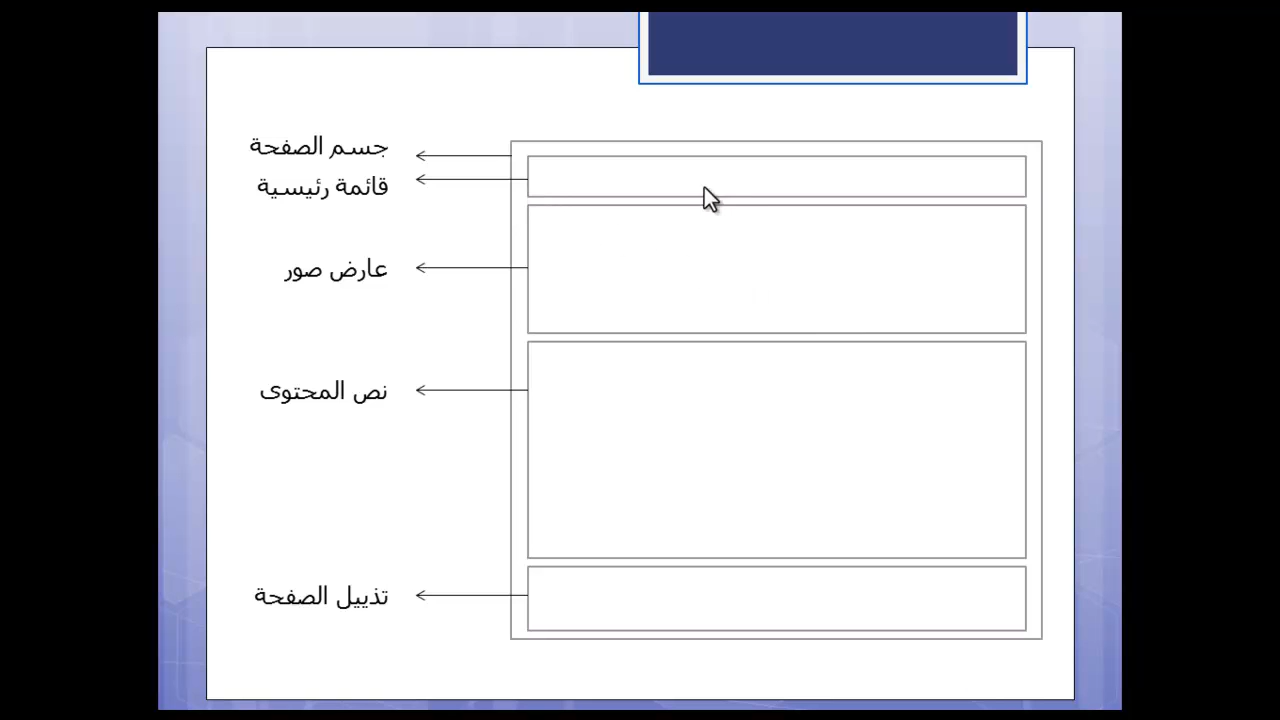 جسم الصفحة
قائمة رئيسية
عارض صور
نص المحتوى
تذييل الصفحة